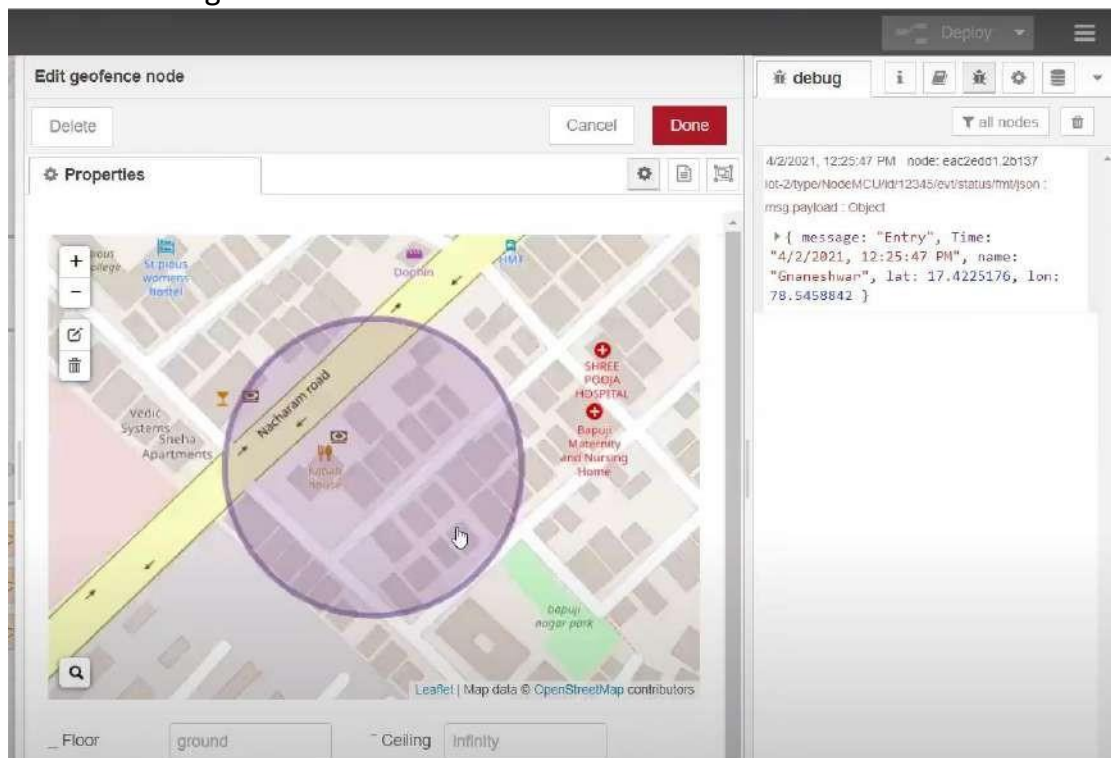 Deploy
Edit geofence node
Delete
Cancel
Done
Properties
debug
i
all nodes
4/2/2021, 12:25:47 PM node: eac2edd1.2b137
iot-2/type/NodeMCU/id/12345/evt/status/fmt/json :
msg.payload : Object
{ message: "Entry", Time:
"4/2/2021, 12:25:47 PM", name:
"Gnaneshwar", lat: 17.4225176, lon:
78.5458842 }
+
−
St pious
womens
Hostel
Dolphin
HMT
SHREE
POOJA
HOSPITAL
Bapuji
Maternity
and Nursing
Home
Nacharam road
Vedic
Systems
Sneha
Apartments
house
bapuji
nagar park
Leaflet | Map data © OpenStreetMap contributors
Floor
ground
Ceiling
infinity